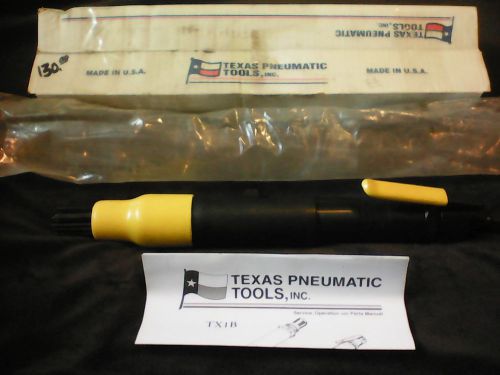 TEXAS PNEUMATIC
TOOLS, INC.
130.00
MADE IN U.S.A.
TEXAS PNEUMATIC
TOOLS, INC.
MADE IN U.S.A.
TEXAS PNEUMATIC
TOOLS, INC.
Service, Operation and Parts Manual
TX1B